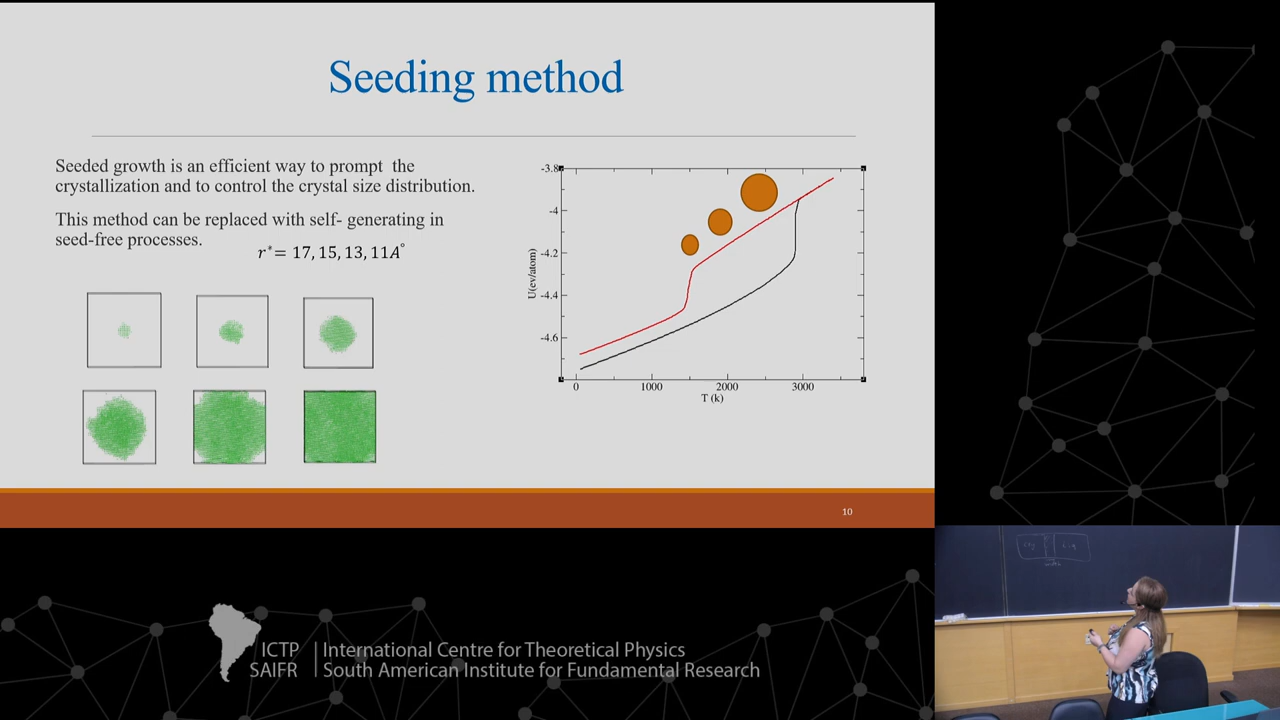 Seeding method
Seeded growth is an efficient way to prompt the
crystallization and to control the crystal size distribution.
This method can be replaced with self- generating in
seed-free processes.
r*= 17, 15, 13, 11A°
-3.8
-4
-4.2
-4.4
-4.6
U(ev/atom)
0 1000 2000 3000
T (k)
10
ICTP
SAIFR
International Centre for Theoretical Physics
South American Institute for Fundamental Research